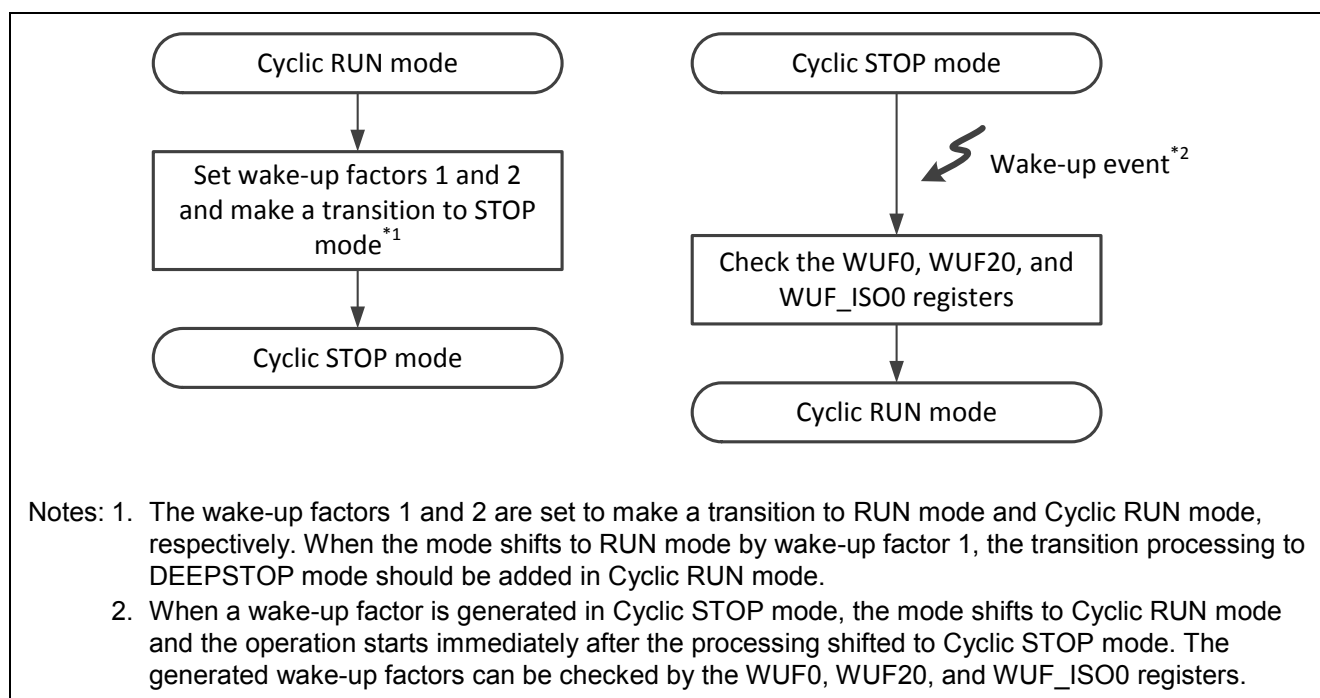 Cyclic RUN mode
Set wake-up factors 1 and 2
and make a transition to STOP
mode*1
Cyclic STOP mode
Cyclic STOP mode
Wake-up event*2
Check the WUF0, WUF20, and
WUF_ISO0 registers
Cyclic RUN mode
Notes: 1. The wake-up factors 1 and 2 are set to make a transition to RUN mode and Cyclic RUN mode,
respectively. When the mode shifts to RUN mode by wake-up factor 1, the transition processing to
DEEPSTOP mode should be added in Cyclic RUN mode.
2. When a wake-up factor is generated in Cyclic STOP mode, the mode shifts to Cyclic RUN mode
and the operation starts immediately after the processing shifted to Cyclic STOP mode. The
generated wake-up factors can be checked by the WUF0, WUF20, and WUF_ISO0 registers.